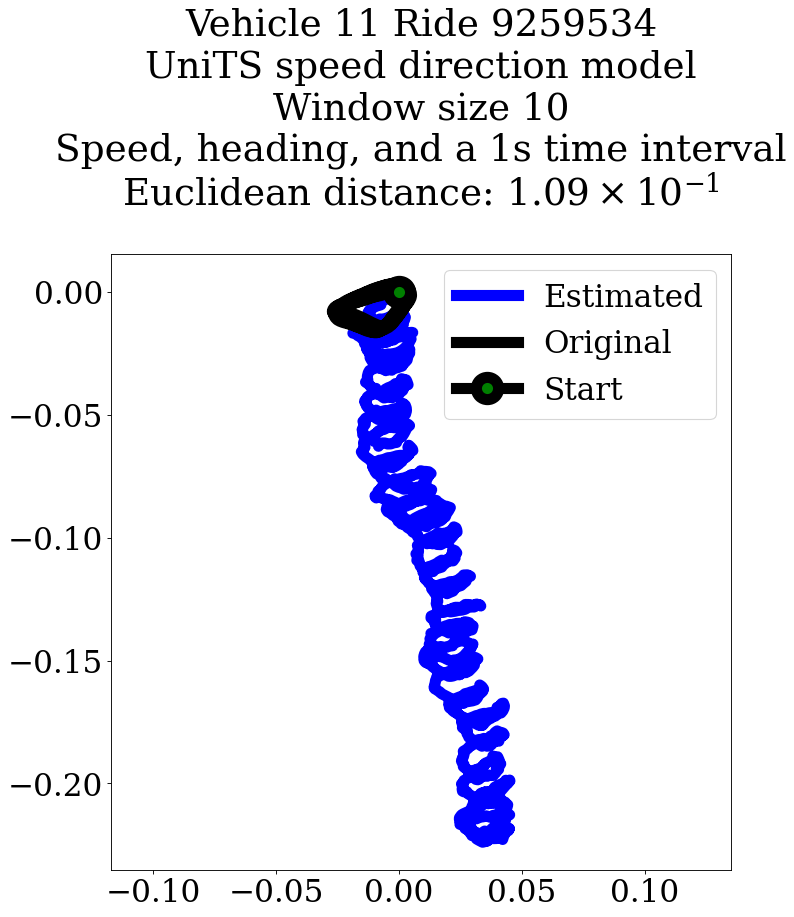 Vehicle 11 Ride 9259534
UniTS speed direction model
Window size 10
Speed, heading, and a 1s time interval
Euclidean distance: 1.09 × 10⁻¹
Estimated
Original
Start
0.00
−0.05
−0.10
−0.15
−0.20
−0.10 −0.05 0.00 0.05 0.10